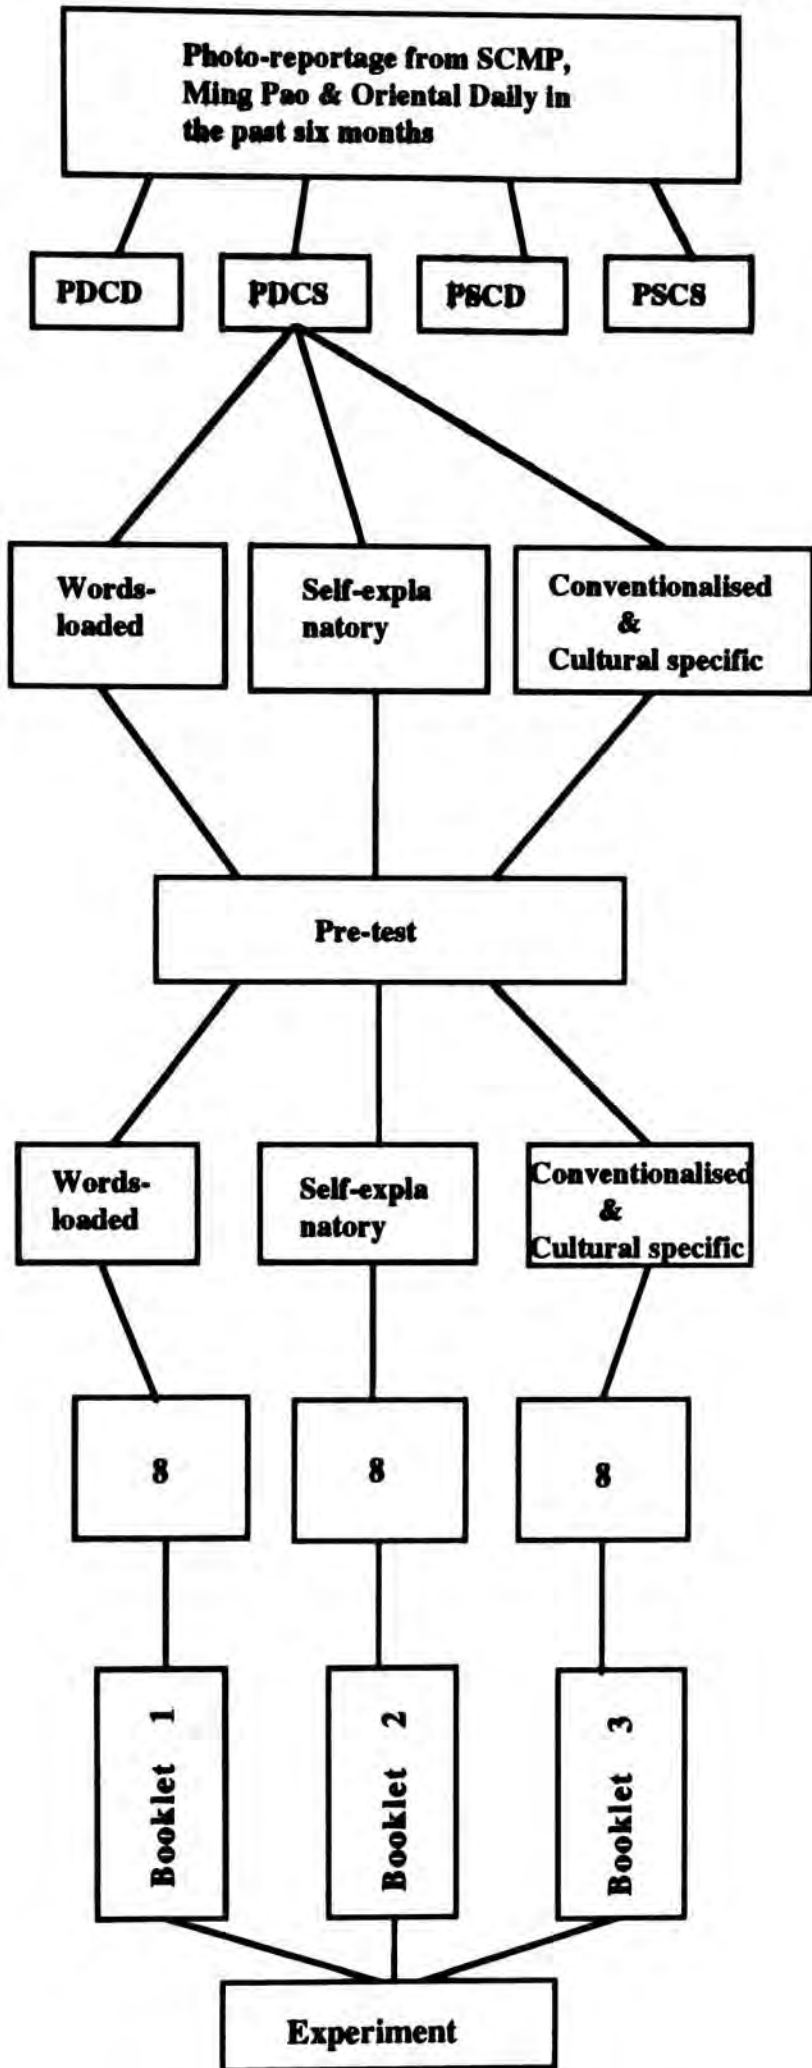 Photo-reportage from SCMP,
Ming Pao & Oriental Daily in
the past six months
PDCD
PDCS
PSCD
PSCS
Words-
loaded
Self-expla
natory
Conventionalised
&
Cultural specific
Pre-test
Words-
loaded
Self-expla
natory
Conventionalised
&
Cultural specific
8
8
8
Booklet 1
Booklet 2
Booklet 3
Experiment